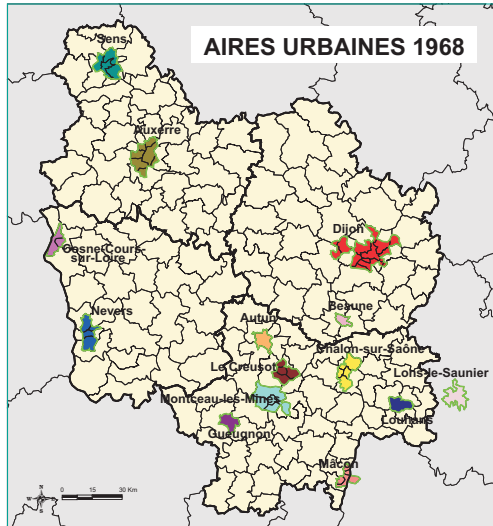 AIRES URBAINES 1968
Sens
Auxerre
Dijon
Cosne-Cours-
sur-Loire
Beaune
Nevers
Autun
Chalon-sur-Saône
Le Creusot
Lons-le-Saunier
Montceau-les-Mines
Louhans
Gueugnon
Mâcon
0 15 30 Km